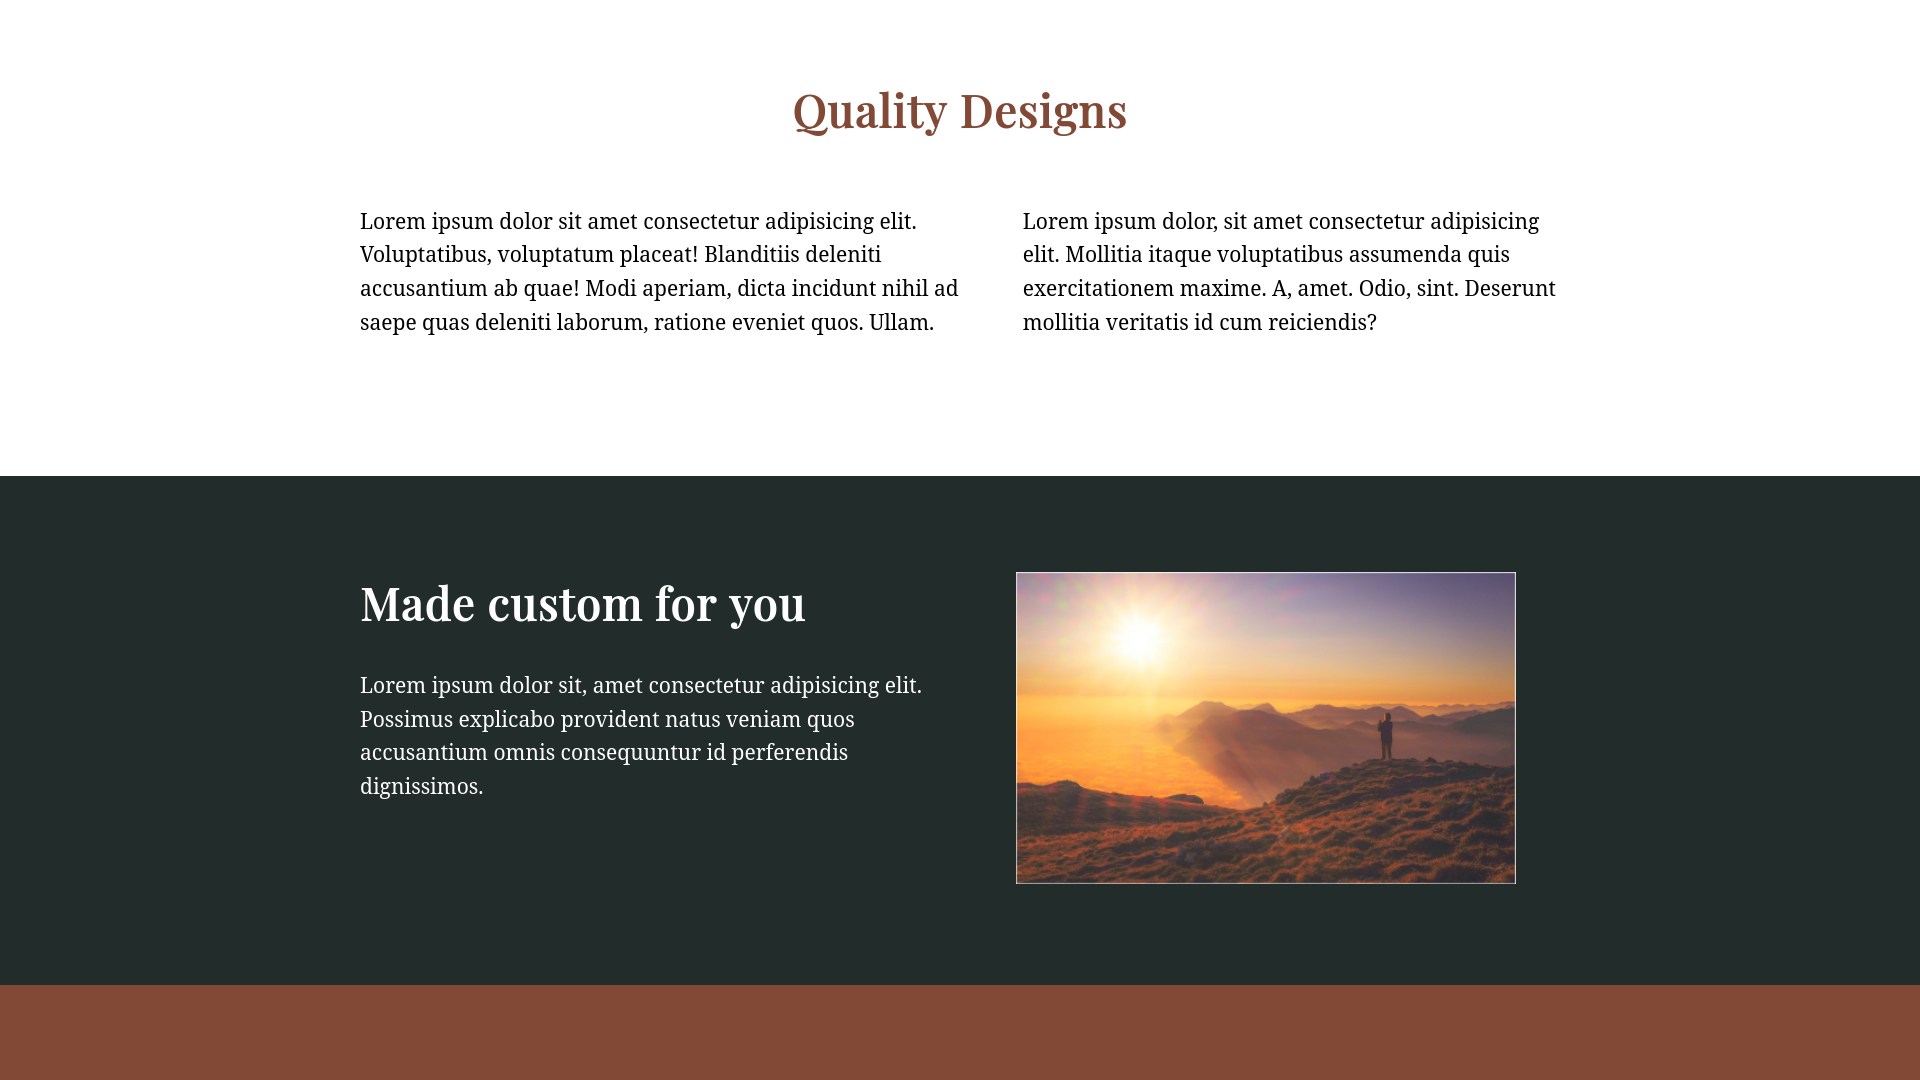 Quality Designs
Lorem ipsum dolor sit amet consectetur adipisicing elit.
Voluptatibus, voluptatum placeat! Blanditiis deleniti
accusantium ab quae! Modi aperiam, dicta incidunt nihil ad
saepe quas deleniti laborum, ratione eveniet quos. Ullam.
Lorem ipsum dolor, sit amet consectetur adipisicing
elit. Mollitia itaque voluptatibus assumenda quis
exercitationem maxime. A, amet. Odio, sint. Deserunt
mollitia veritatis id cum reiciendis?
Made custom for you
Lorem ipsum dolor sit, amet consectetur adipisicing elit.
Possimus explicabo provident natus veniam quos
accusantium omnis consequuntur id perferendis
dignissimos.